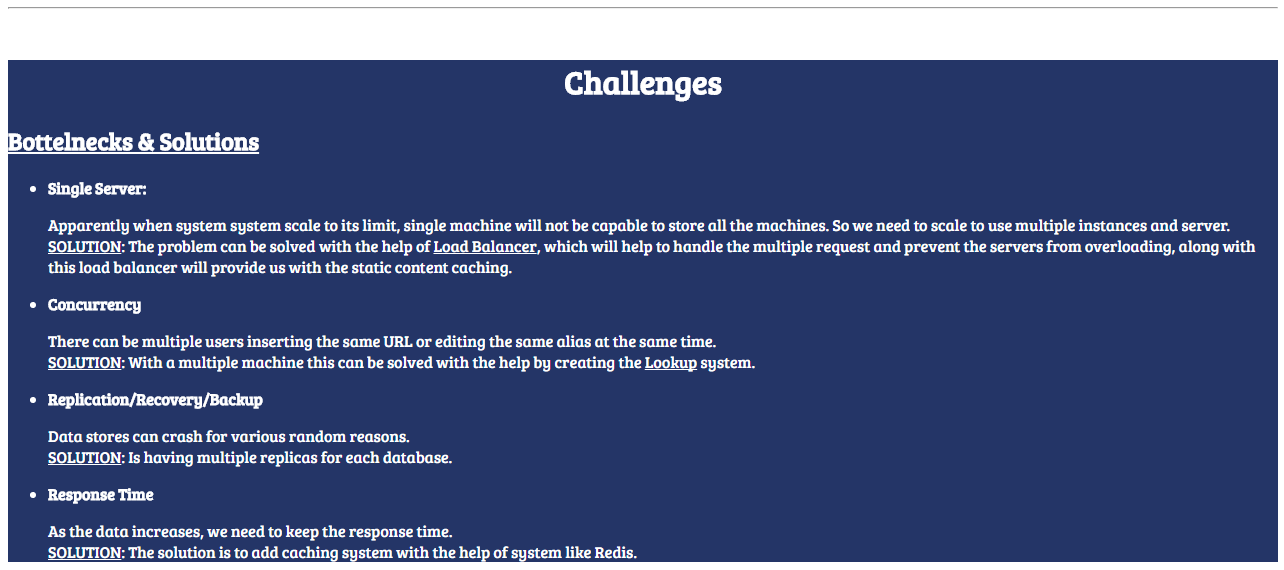 Challenges
Bottelnecks & Solutions
Single Server:
Apparently when system system scale to its limit, single machine will not be capable to store all the machines. So we need to scale to use multiple instances and server.
SOLUTION: The problem can be solved with the help of Load Balancer, which will help to handle the multiple request and prevent the servers from overloading, along with
this load balancer will provide us with the static content caching.
Concurrency
There can be multiple users inserting the same URL or editing the same alias at the same time.
SOLUTION: With a multiple machine this can be solved with the help by creating the Lookup system.
Replication/Recovery/Backup
Data stores can crash for various random reasons.
SOLUTION: Is having multiple replicas for each database.
Response Time
As the data increases, we need to keep the response time.
SOLUTION: The solution is to add caching system with the help of system like Redis.